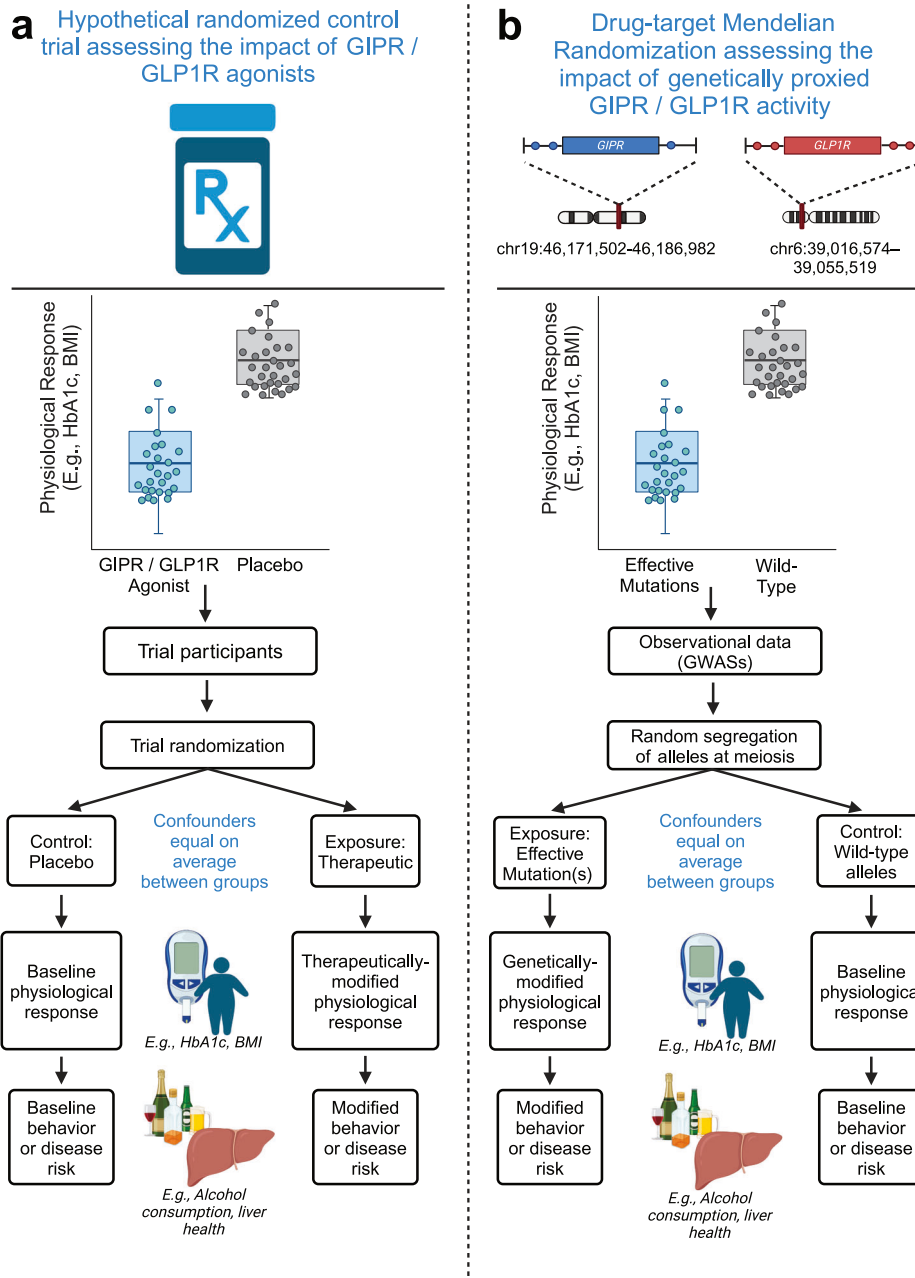 a
Hypothetical randomized control
trial assessing the impact of GIPR /
GLP1R agonists
Rx
Physiological Response
(E.g., HbA1c, BMI)
GIPR / GLP1R
Agonist
Placebo
Trial participants
Trial randomization
Control:
Placebo
Confounders
equal on
average
between groups
Exposure:
Therapeutic
Baseline
physiological
response
E.g., HbA1c, BMI
Therapeutically-
modified
physiological
response
Baseline
behavior
or disease
risk
E.g., Alcohol
consumption, liver
health
Modified
behavior
or disease
risk
b
Drug-target Mendelian
Randomization assessing the
impact of genetically proxied
GIPR / GLP1R activity
GIPR
GLP1R
chr19:46,171,502-46,186,982
chr6:39,016,574–
39,055,519
Physiological Response
(E.g., HbA1c, BMI)
Effective
Mutations
Wild-
Type
Observational data
(GWASs)
Random segregation
of alleles at meiosis
Exposure:
Effective
Mutation(s)
Confounders
equal on
average
between groups
Control:
Wild-type
alleles
Genetically-
modified
physiological
response
E.g., HbA1c, BMI
Baseline
physiological
response
Modified
behavior
or disease
risk
E.g., Alcohol
consumption, liver
health
Baseline
behavior
or disease
risk